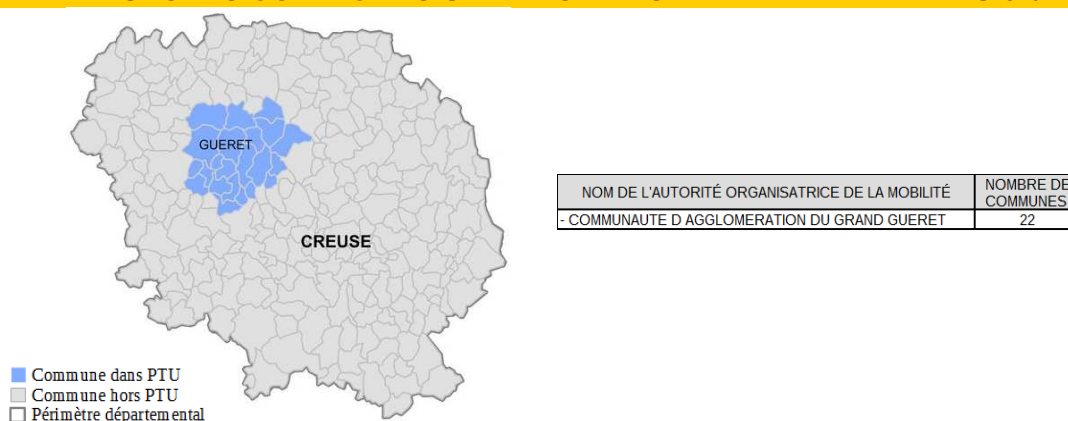 GUERET
CREUSE
Commune dans PTU
Commune hors PTU
Périmètre départemental
NOM DE L'AUTORITÉ ORGANISATRICE DE LA MOBILITÉ
NOMBRE DE
COMMUNES
- COMMUNAUTE D AGGLOMERATION DU GRAND GUERET
22